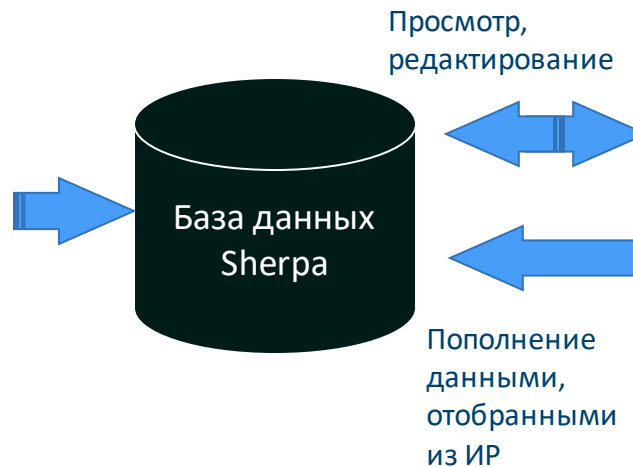 Просмотр,
редактирование
База данных
Sherpa
Пополнение
данными,
отобранными
из ИР